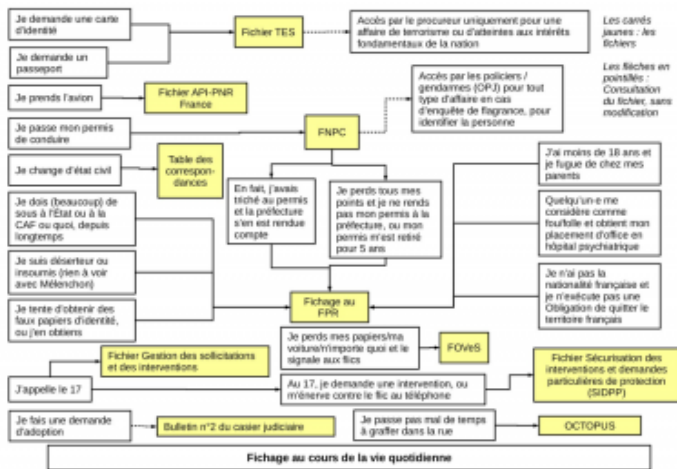 Je demande une carte
d'identité
Fichier TES
Accès par le procureur uniquement pour une
affaire de terrorisme ou d'atteintes aux intérêts
fondamentaux de la nation
Les carrés
jaunes : les
fichiers
Je demande un
passeport
Les flèches en
pointillés :
Consultation
du fichier, sans
modification
Je prends l'avion
Fichier API-PNR
France
Accès par les policiers /
gendarmes (OPJ) pour tout
type d'affaire en cas
d'enquête de flagrance, pour
identifier la personne
Je passe mon permis
de conduire
FNPC
Je change d'état civil
Table des
correspon-
dances
J'ai moins de 18 ans et
je fugue de chez mes
parents
En fait, j'avais
triché au permis
et la préfecture
s'en est rendue
compte
Je perds tous mes
points et je ne rends
pas mon permis à la
préfecture, ou mon
permis m'est retiré
pour 5 ans
Je dois (beaucoup) de
sous à l'État ou à la
CAF ou quoi, depuis
longtemps
Quelqu'un-e me
considère comme
fou/folle et obtient mon
placement d'office en
hôpital psychiatrique
Je suis déserteur ou
insoumis (rien à voir
avec Mélenchon)
Je n'ai pas la
nationalité française et
je n'exécute pas une
Obligation de quitter le
territoire français
Je tente d'obtenir des
faux papiers d'identité,
ou j'en obtiens
Fichage au
FPR
Je perds mes papiers/ma
voiture/n'importe quoi et le
signale aux flics
FOVeS
Fichier Gestion des sollicitations
et des interventions
Fichier Sécurisation des
interventions et demandes
particulières de protection
(SIDPP)
J'appelle le 17
Au 17, je demande une intervention, ou
m'énerve contre le flic au téléphone
Je fais une demande
d'adoption
Bulletin n°2 du casier judiciaire
Je passe pas mal de temps
à graffer dans la rue
OCTOPUS
Fichage au cours de la vie quotidienne